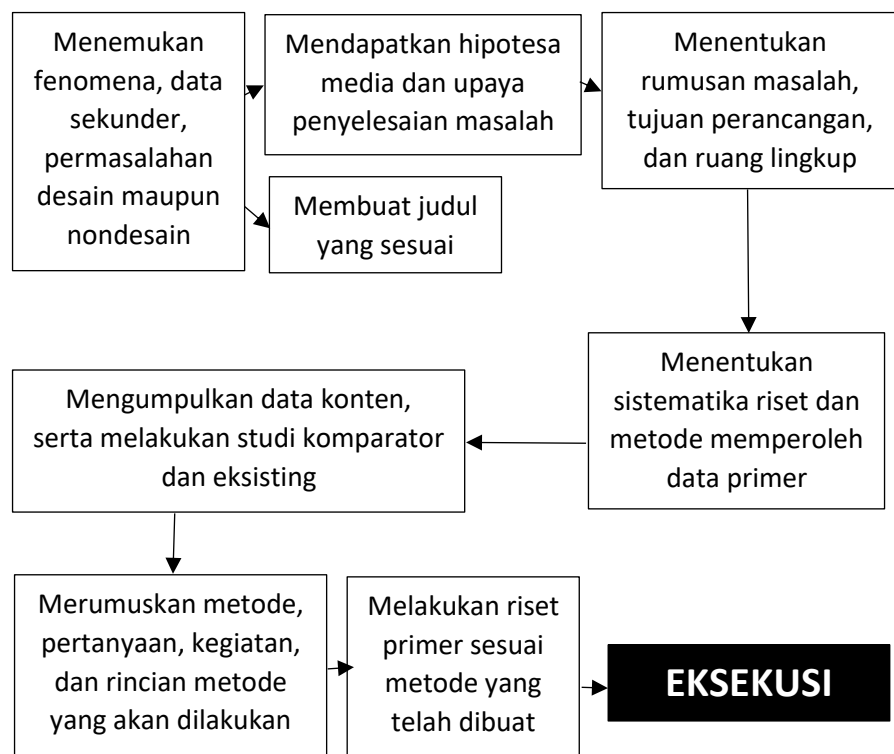 Menemukan
fenomena, data
sekunder,
permasalahan
desain maupun
nondesain
Mendapatkan hipotesa
media dan upaya
penyelesaian masalah
Membuat judul
yang sesuai
Menentukan
rumusan masalah,
tujuan perancangan,
dan ruang lingkup
Menentukan
sistematika riset dan
metode memperoleh
data primer
Mengumpulkan data konten,
serta melakukan studi komparator
dan eksisting
Merumuskan metode,
pertanyaan, kegiatan,
dan rincian metode
yang akan dilakukan
Melakukan riset
primer sesuai
metode yang
telah dibuat
EKSEKUSI